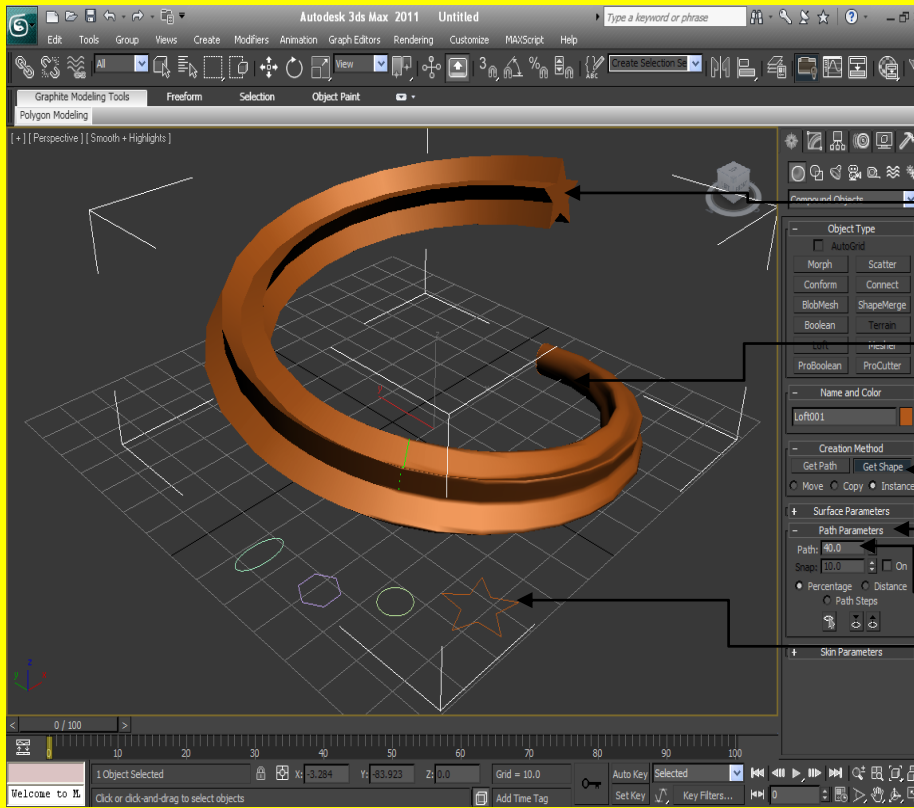 Autodesk 3ds Max 2011 Untitled
Type a keyword or phrase
Edit Tools Group Views Create Modifiers Animation Graph Editors Rendering Customize MAXScript Help
All
View
3
Create Selection Se
Graphite Modeling Tools Freeform Selection Object Paint
Polygon Modeling
[ + ] [ Perspective ] [ Smooth + Highlights ]
Compound Objects
Object Type
AutoGrid
Morph Scatter
Conform Connect
BlobMesh ShapeMerge
Boolean Terrain
Loft Mesher
ProBoolean ProCutter
Name and Color
Loft001
Creation Method
Get Path Get Shape
Move Copy Instance
+ Surface Parameters
- Path Parameters
Path: 40.0
Snap: 10.0 On
Percentage Distance
Path Steps
+ Skin Parameters
z
y
0 / 100
0 10 20 30 40 50 60 70 80 90 100
1 Object Selected X: -3.284 Y: -83.923 Z: 0.0 Grid = 10.0 Auto Key Selected
Welcome to M Click or click-and-drag to select objects Add Time Tag Set Key Key Filters... 0